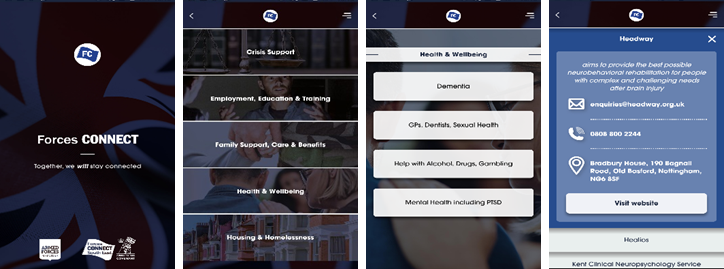 FC
Forces CONNECT
Together, we will stay connected
ARMED FORCES
CONNECT
FC
Crisis Support
Employment, Education & Training
Family Support, Care & Benefits
Health & Wellbeing
Housing & Homelessness
FC
Health & Wellbeing
Dementia
GPs, Dentists, Sexual Health
Help with Alcohol, Drugs, Gambling
Mental Health including PTSD
FC
Headway
aims to provide the best possible
neurobehavioral rehabilitation for people
with complex and challenging needs
after brain injury
enquiries@headway.org.uk
0808 800 2244
Bradbury House, 190 Bagnall
Road, Old Basford, Nottingham,
NG6 8SF
Visit website
Headios
Kent Clinical Neuropsychology Service